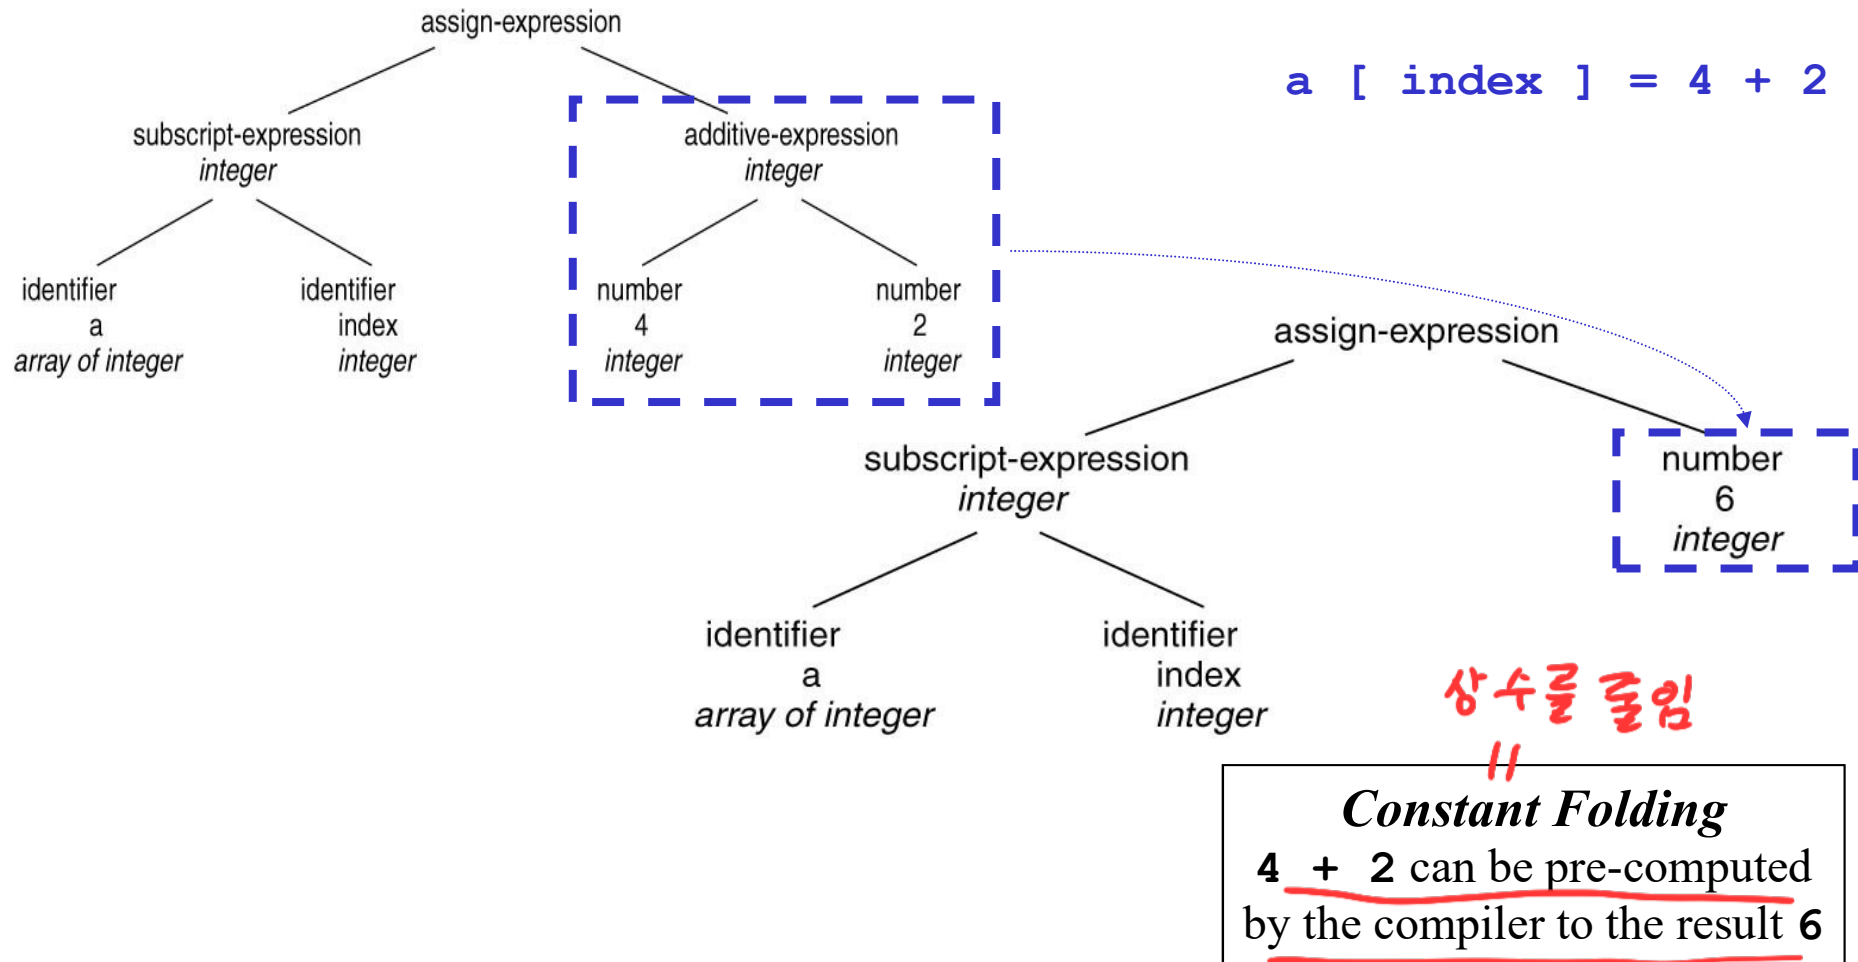 assign-expression
a [ index ] = 4 + 2
subscript-expression
integer
additive-expression
integer
identifier
a
array of integer
identifier
index
integer
number
4
integer
number
2
integer
assign-expression
subscript-expression
integer
number
6
integer
identifier
a
array of integer
identifier
index
integer
상수를 줄임
=
Constant Folding
4 + 2 can be pre-computed
by the compiler to the result 6